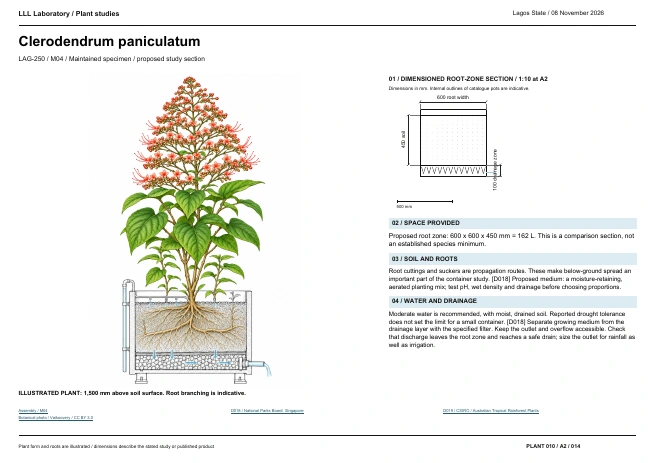 LLL Laboratory / Plant studies
Lagos State / 08 November 2026
Clerodendrum paniculatum
LAG-250 / M04 / Maintained specimen / proposed study section
01 / DIMENSIONED ROOT-ZONE SECTION / 1:10 at A2
Dimensions in mm. Internal outlines of catalogue pots are indicative.
600 root width
450 soil
100 drainage zone
500 mm
02 / SPACE PROVIDED
Proposed root zone: 600 x 600 x 450 mm = 162 L. This is a comparison section, not
an established species minimum.
03 / SOIL AND ROOTS
Root cuttings and suckers are propagation routes. These make below-ground spread an
important part of the container study. [D018] Proposed medium: a moisture-retaining,
aerated planting mix; test pH, wet density and drainage before choosing proportions.
04 / WATER AND DRAINAGE
Moderate water is recommended, with moist, drained soil. Reported drought tolerance
does not set the limit for a small container. [D018] Separate growing medium from the
drainage layer with the specified filter. Keep the outlet and overflow accessible. Check
that discharge leaves the root zone and reaches a safe drain; size the outlet for rainfall as
well as irrigation.
ILLUSTRATED PLANT: 1,500 mm above soil surface. Root branching is indicative.
Assembly / M04
D018 / National Parks Board, Singapore
D019 / CSIRO / Australian Tropical Rainforest Plants
Botanical photo / Vaikoovery / CC BY 3.0
Plant form and roots are illustrated / dimensions describe the stated study or published product
PLANT 010 / A2 / 014